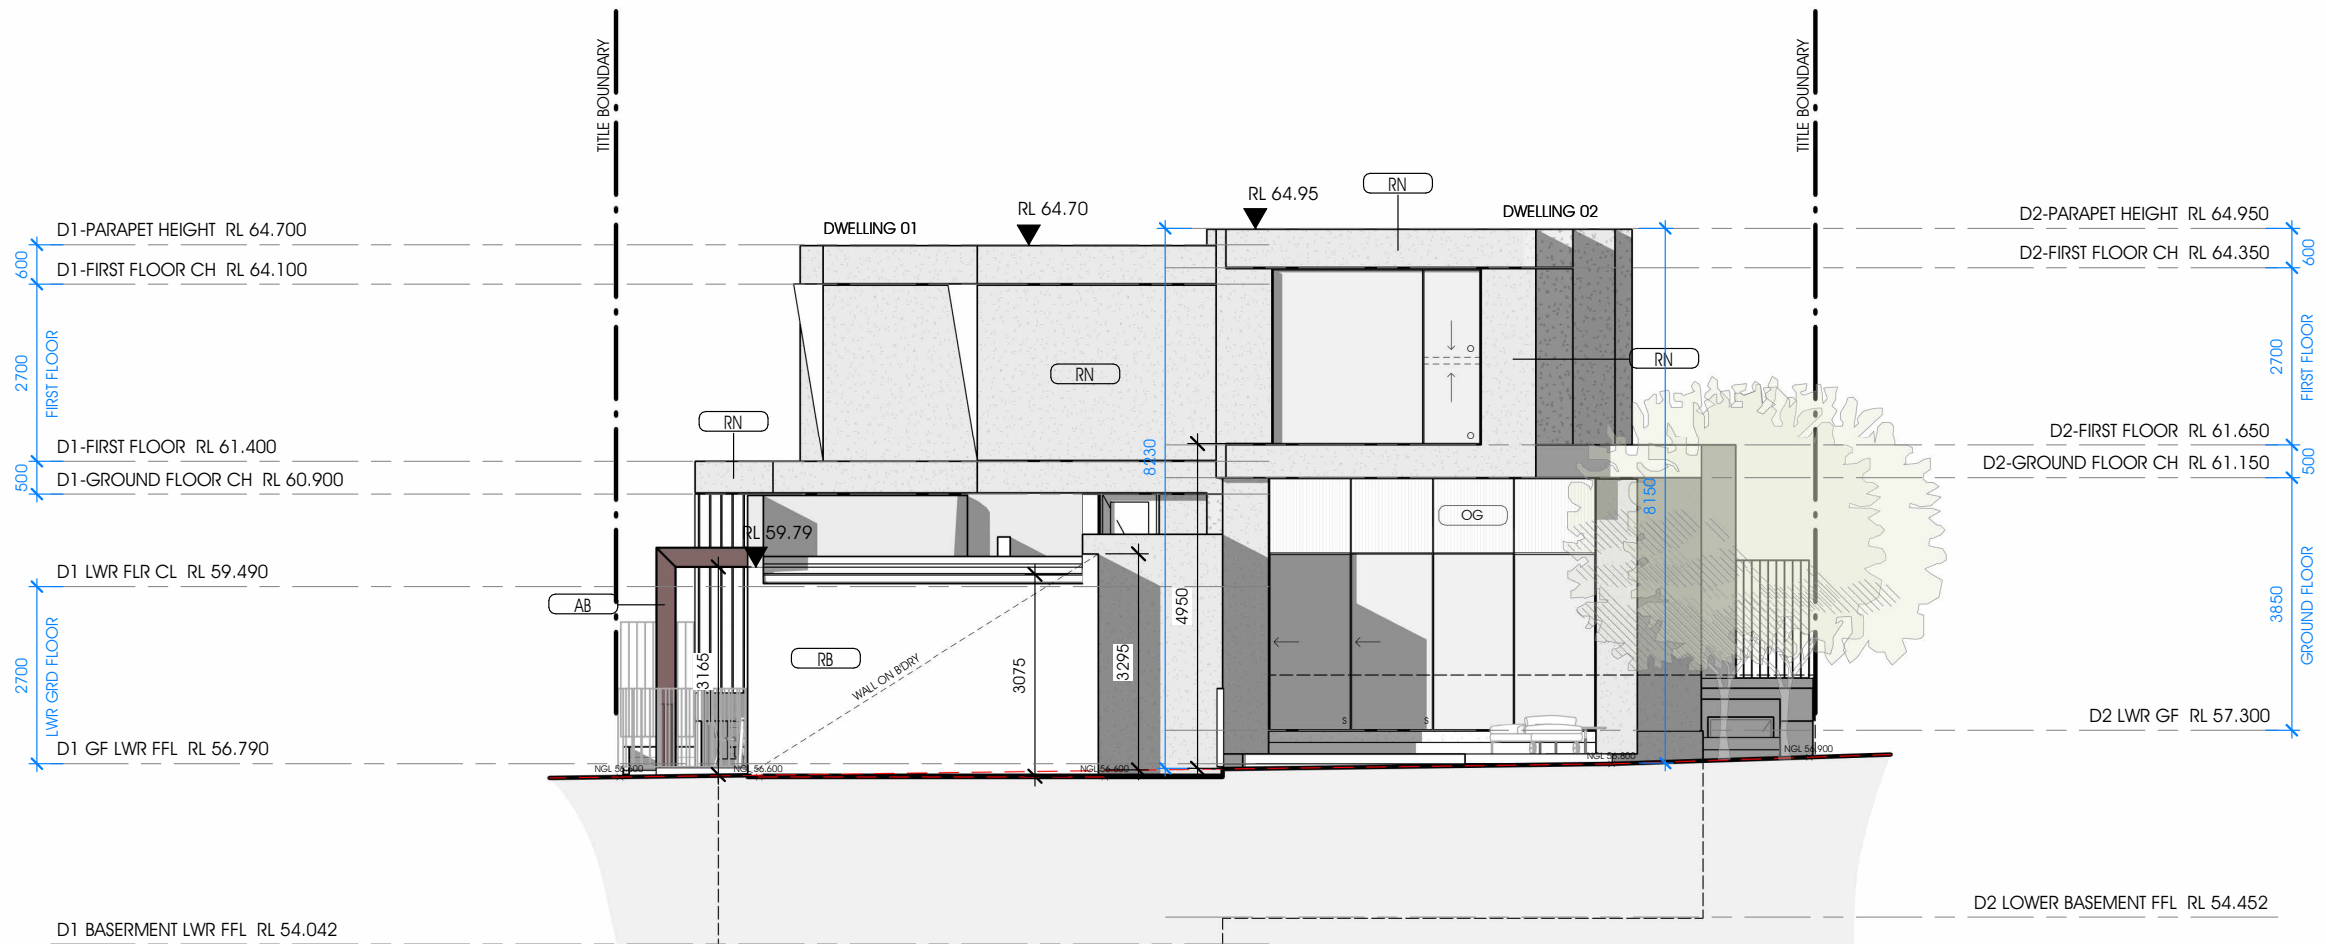 TITLE BOUNDARY
TITLE BOUNDARY
RN
RL 64.95
RL 64.70
DWELLING 01
DWELLING 02
D1-PARAPET HEIGHT RL 64.700
D2-PARAPET HEIGHT RL 64.950
600
D1-FIRST FLOOR CH RL 64.100
D2-FIRST FLOOR CH RL 64.350
600
2700
FIRST FLOOR
RN
RN
2700
FIRST FLOOR
RN
D1-FIRST FLOOR RL 61.400
D2-FIRST FLOOR RL 61.650
500
D1-GROUND FLOOR CH RL 60.900
D2-GROUND FLOOR CH RL 61.150
500
8230
8150
OG
RL 59.79
D1 LWR FLR CL RL 59.490
AB
4950
3850
GROUND FLOOR
2700
LWR GRD FLOOR
3165
RB
WALL ON B'DRY
3075
3295
S
S
D1 GF LWR FFL RL 56.790
D2 LWR GF RL 57.300
NGL 56.600
NGL 56.600
NGL 56.600
NGL 56.800
NGL 56.900
D2 LOWER BASEMENT FFL RL 54.452
D1 BASERMENT LWR FFL RL 54.042